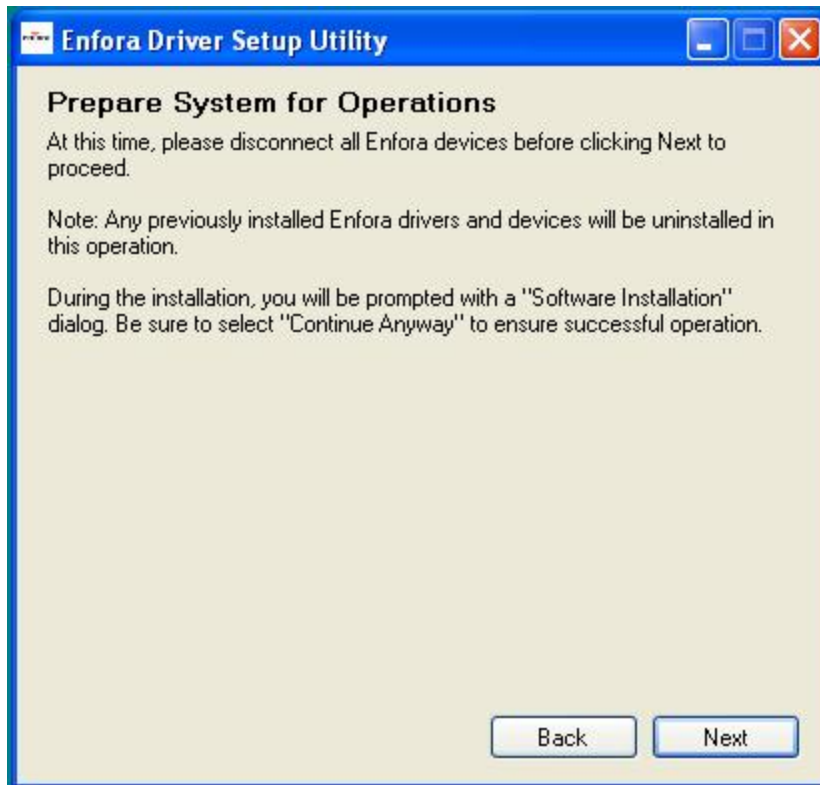 Enfora Driver Setup Utility
Prepare System for Operations
At this time, please disconnect all Enfora devices before clicking Next to
proceed.
Note: Any previously installed Enfora drivers and devices will be uninstalled in
this operation.
During the installation, you will be prompted with a "Software Installation"
dialog. Be sure to select "Continue Anyway" to ensure successful operation.
Back
Next